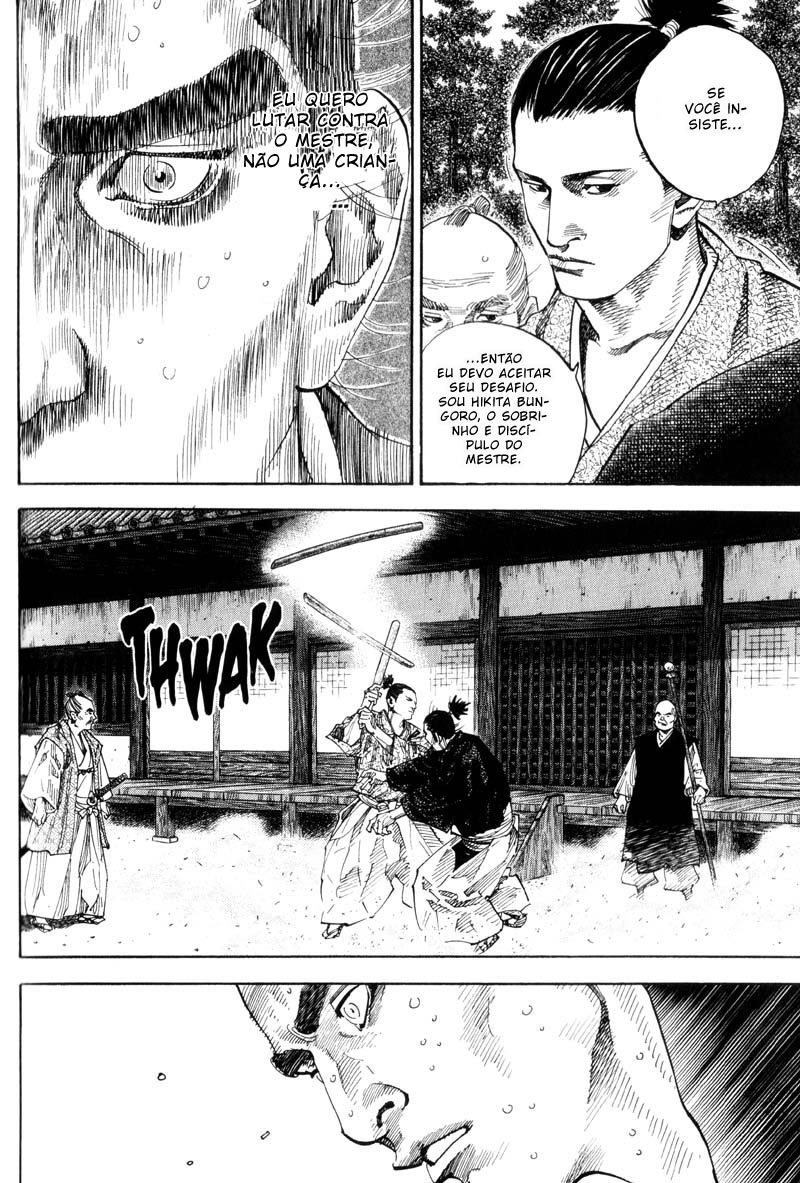 SE
VOCÊ IN-
SISTE...
...ENTÃO
EU DEVO ACEITAR
SEU DESAFIO.
SOU HIKITA BUN-
GORO, O SOBRI-
NHO E DISCÍ-
PULO DO
MESTRE.
EU QUERO
LUTAR CONTRA
O MESTRE,
NÃO UMA CRIAN-
ÇA...
...
THWAK